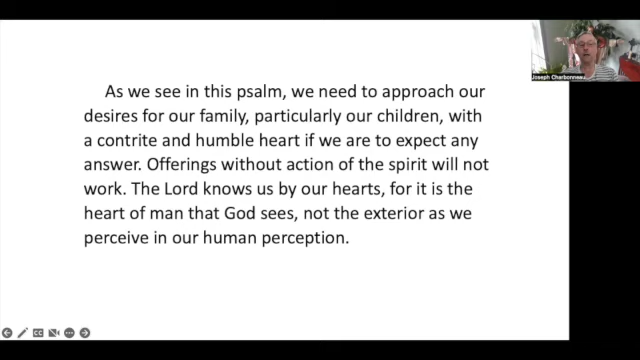 As we see in this psalm, we need to approach our
desires for our family, particularly our children, with
a contrite and humble heart if we are to expect any
answer. Offerings without action of the spirit will not
work. The Lord knows us by our hearts, for it is the
heart of man that God sees, not the exterior as we
perceive in our human perception.
Joseph Charbonneau